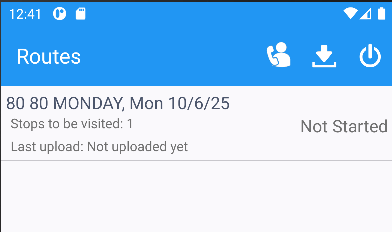 12:41
Routes
80 80 MONDAY, Mon 10/6/25
Stops to be visited: 1
Not Started
Last upload: Not uploaded yet